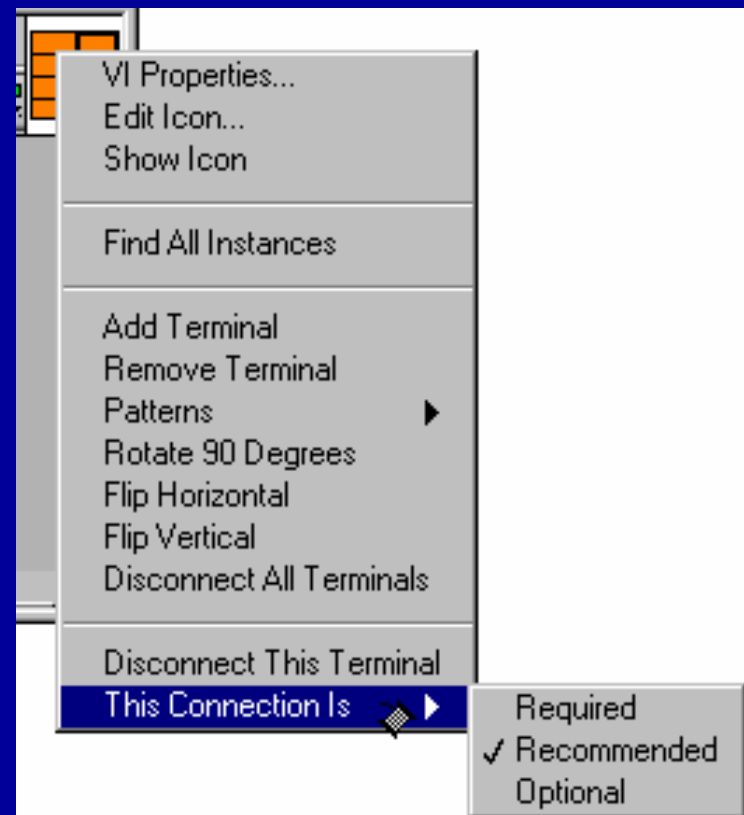 VI Properties...
Edit Icon...
Show Icon
Find All Instances
Add Terminal
Remove Terminal
Patterns
Rotate 90 Degrees
Flip Horizontal
Flip Vertical
Disconnect All Terminals
Disconnect This Terminal
This Connection Is
Required
Recommended
Optional